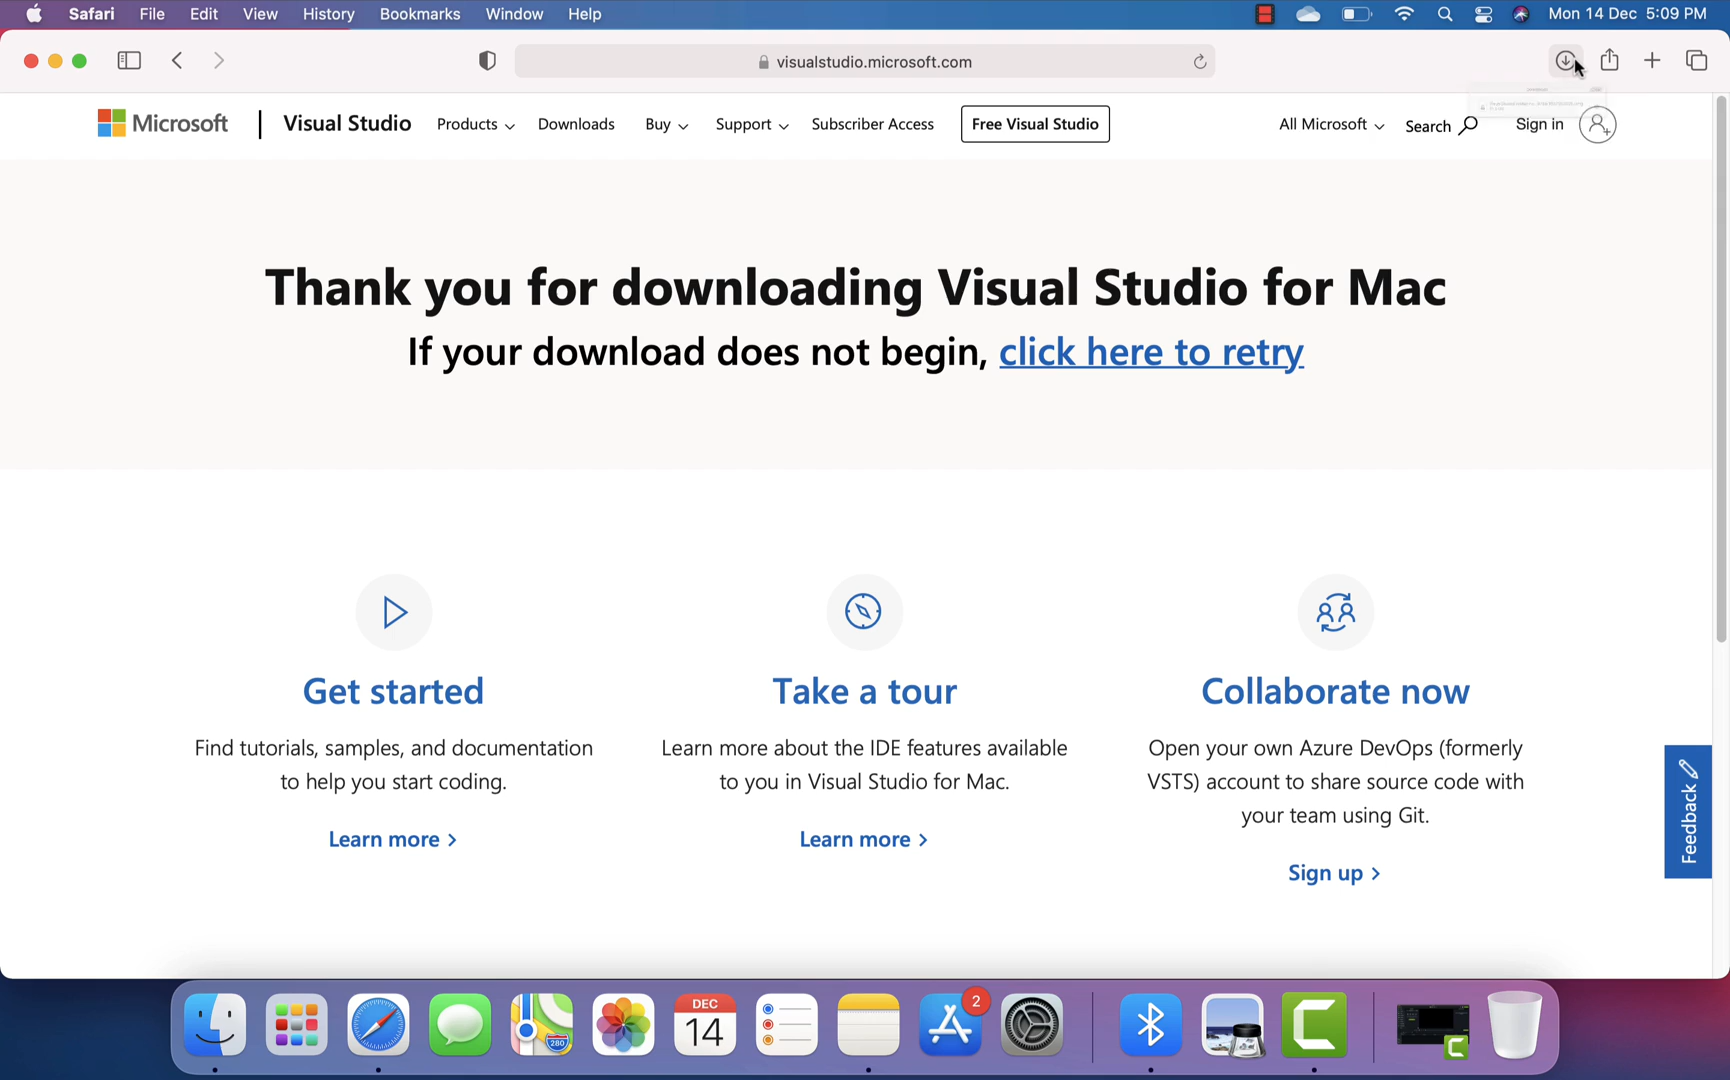 Safari File Edit View History Bookmarks Window Help Mon 14 Dec 5:09 PM
visualstudio.microsoft.com
Microsoft | Visual Studio Products Downloads Buy Support Subscriber Access Free Visual Studio All Microsoft Search Sign in
Thank you for downloading Visual Studio for Mac
If your download does not begin, click here to retry
Get started
Find tutorials, samples, and documentation
to help you start coding.
Learn more >
Take a tour
Learn more about the IDE features available
to you in Visual Studio for Mac.
Learn more >
Collaborate now
Open your own Azure DevOps (formerly
VSTS) account to share source code with
your team using Git.
Sign up >
Feedback
DEC
14
280
2